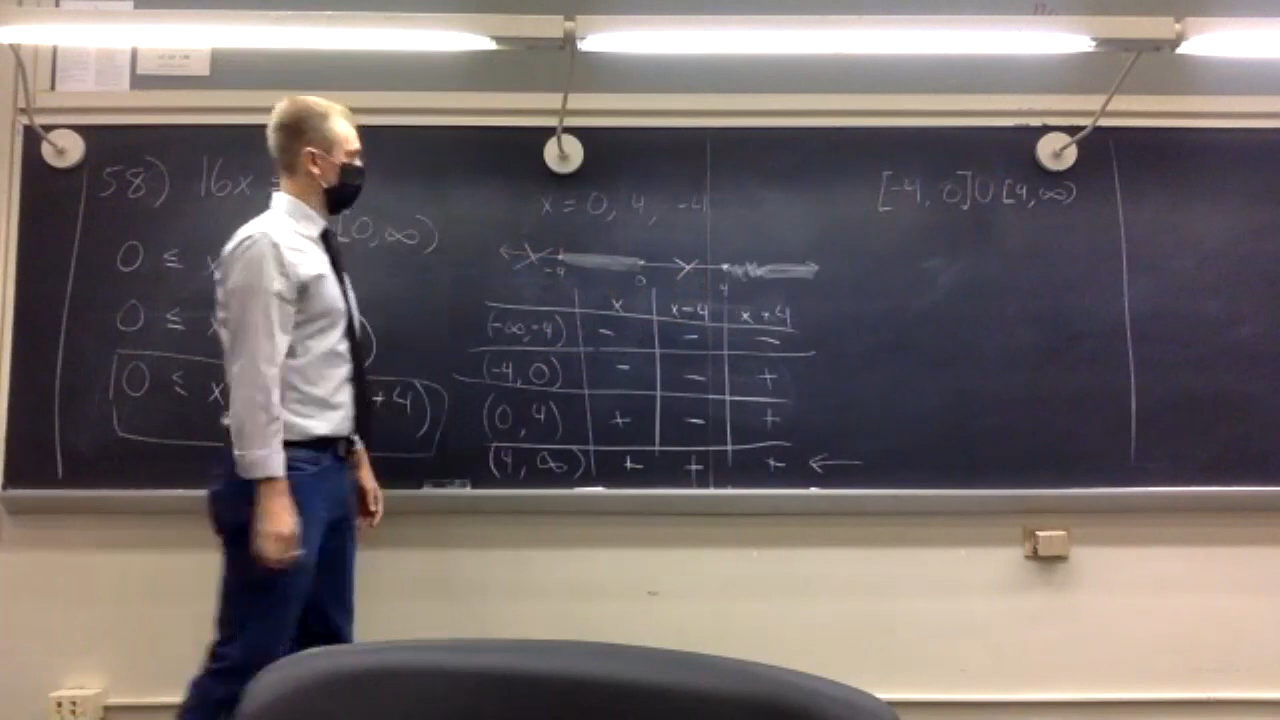 58) 16x
[0,∞)
0 ≤ x
0 ≤ x )
0 ≤ x +4)
x = 0, 4, -4
-4 0 4
x x-4 x+4
(-∞,-4) - - -
(-4, 0) - - +
(0, 4) + - +
(4, ∞) + + + ←
[-4, 0]∪[4,∞)